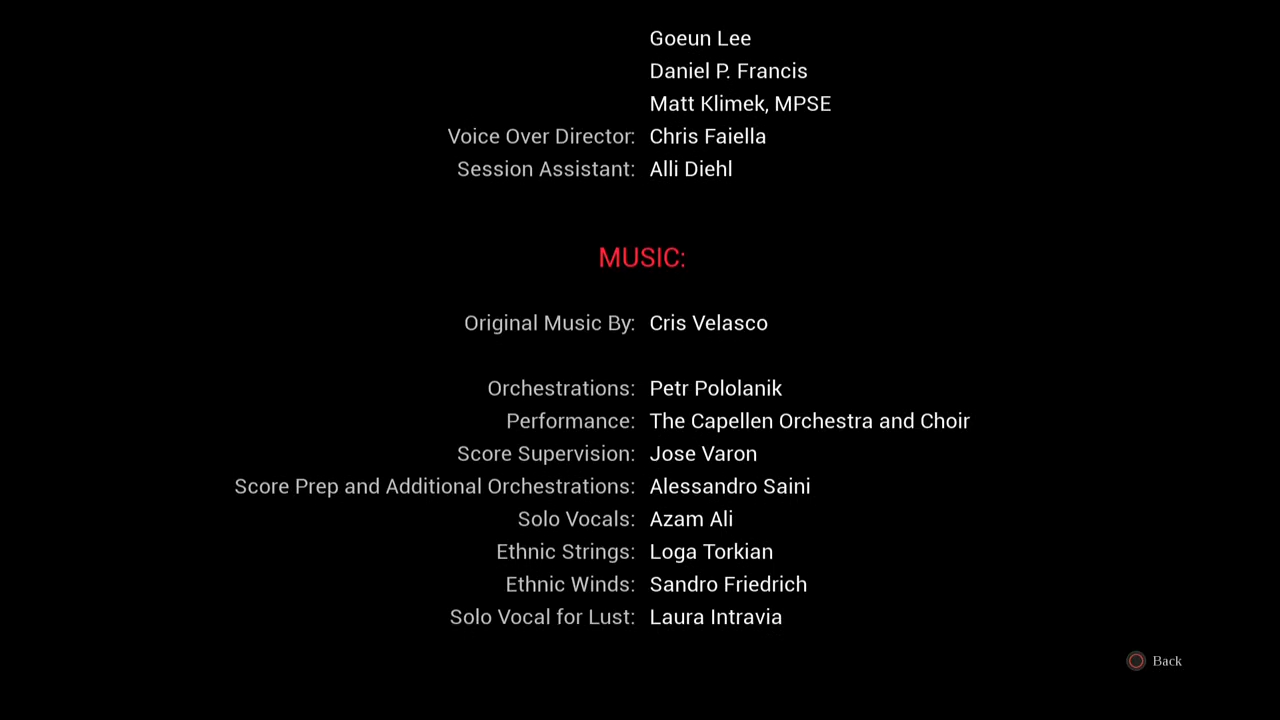 Goeun Lee
Daniel P. Francis
Matt Klimek, MPSE
Voice Over Director: Chris Faiella
Session Assistant: Alli Diehl
MUSIC:
Original Music By: Cris Velasco
Orchestrations: Petr Pololanik
Performance: The Capellen Orchestra and Choir
Score Supervision: Jose Varon
Score Prep and Additional Orchestrations: Alessandro Saini
Solo Vocals: Azam Ali
Ethnic Strings: Loga Torkian
Ethnic Winds: Sandro Friedrich
Solo Vocal for Lust: Laura Intravia
Back